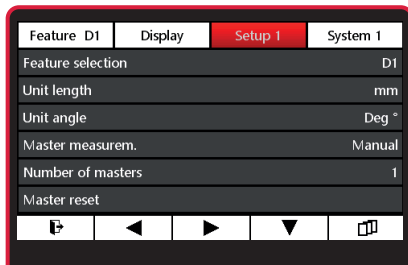 Feature D1 Display Setup 1 System 1
Feature selection D1
Unit length mm
Unit angle Deg °
Master measurem. Manual
Number of masters 1
Master reset